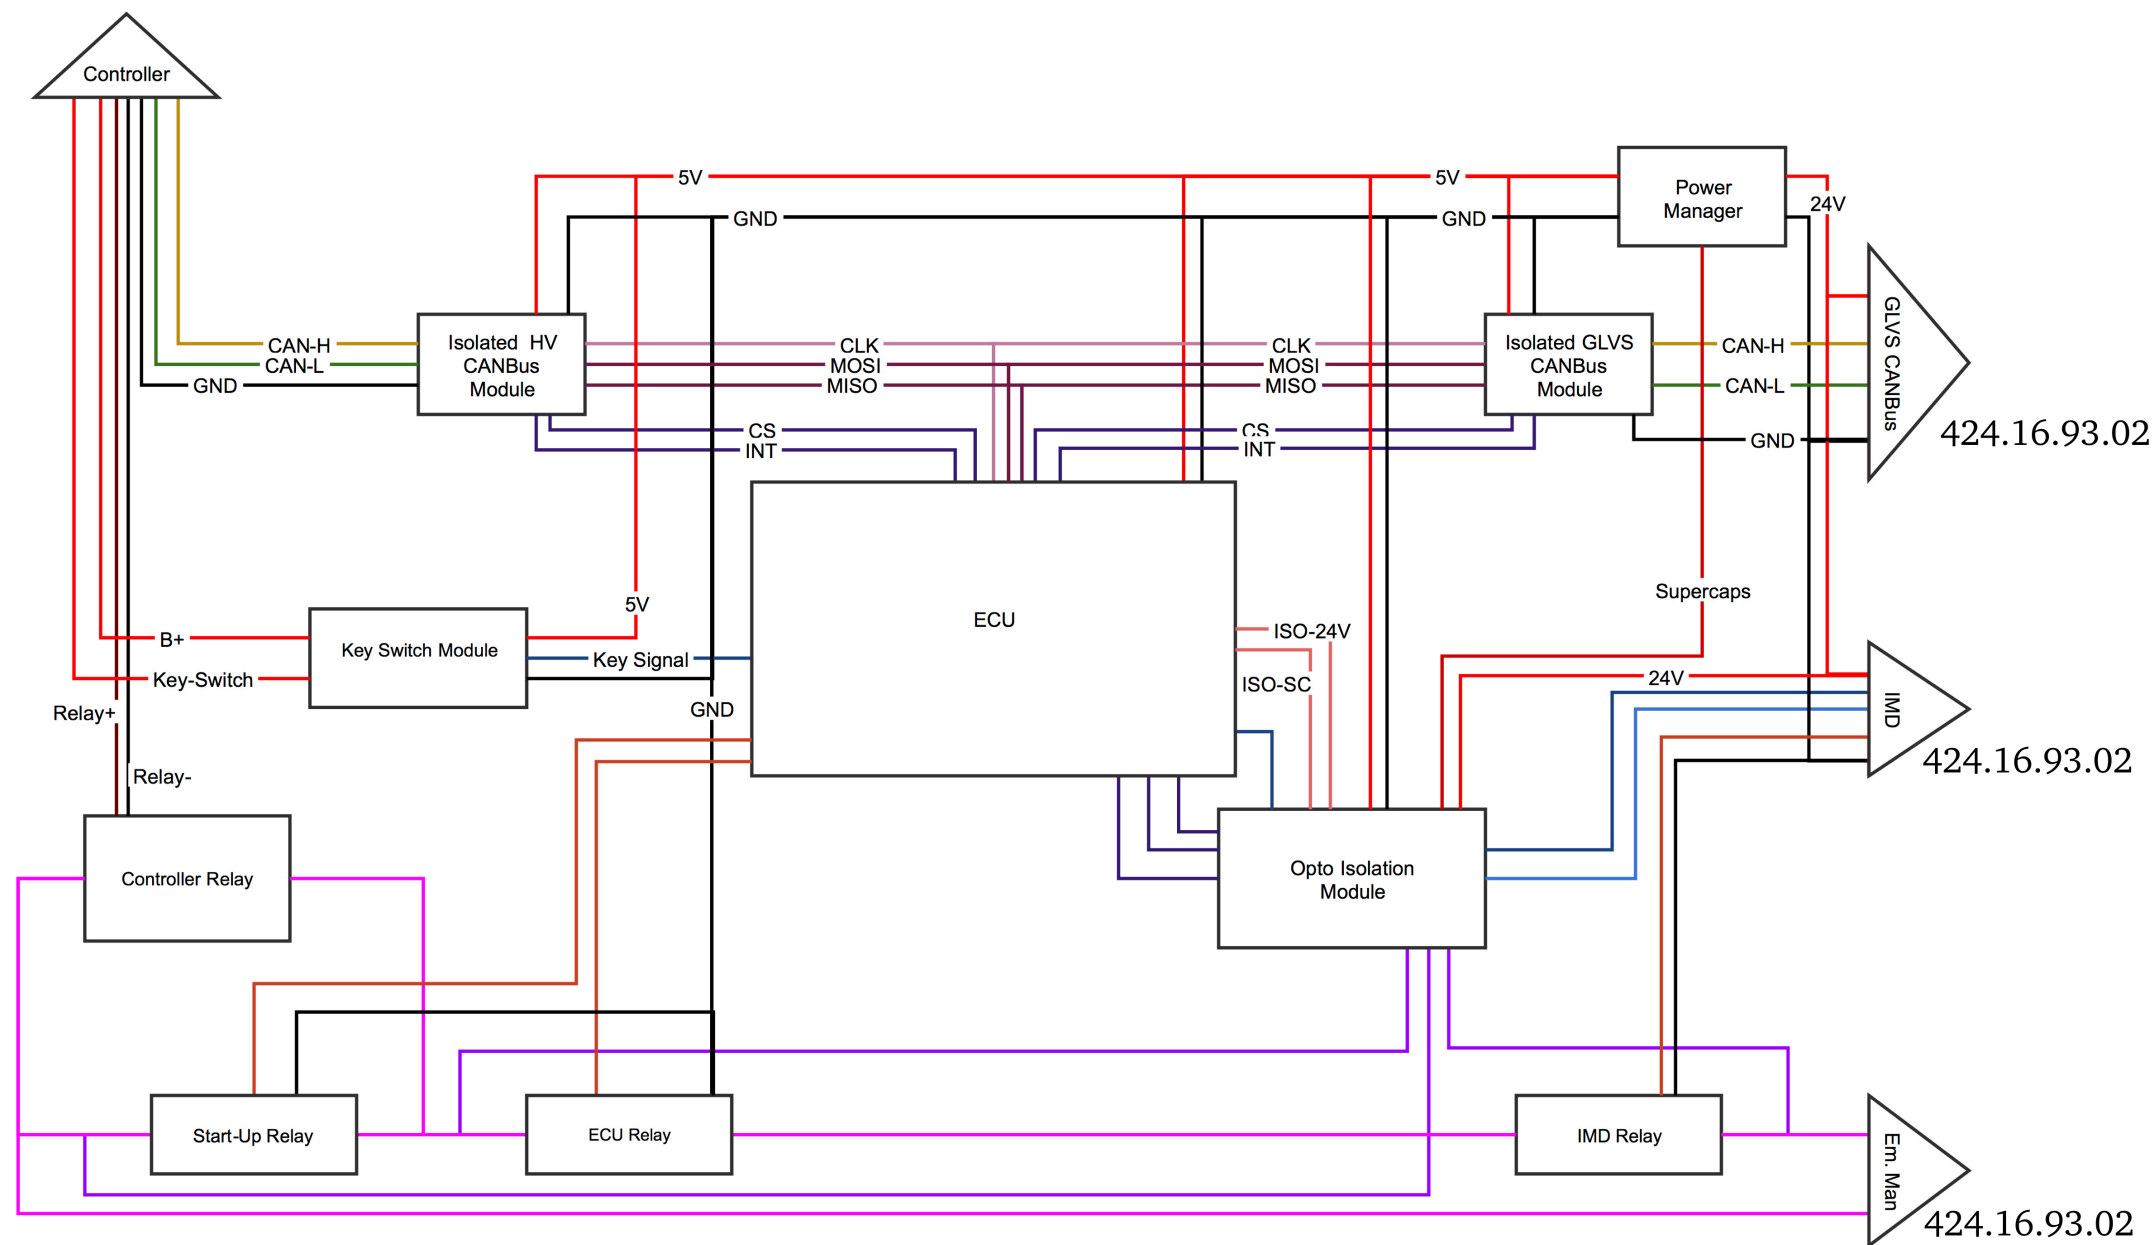 Controller
5V
5V
Power
Manager
24V
GND
GND
Isolated HV
CANBus
Module
CAN-H
CAN-L
GND
CLK
MOSI
MISO
CLK
MOSI
MISO
Isolated GLVS
CANBus
Module
CAN-H
CAN-L
GND
GLVS CANBus
424.16.93.02
CS
INT
CS
INT
ECU
Supercaps
5V
B+
Key Switch Module
Key Signal
Key-Switch
ISO-24V
ISO-SC
24V
IMD
424.16.93.02
Relay+
GND
Relay-
Controller Relay
Opto Isolation
Module
Start-Up Relay
ECU Relay
IMD Relay
Em. Man
424.16.93.02